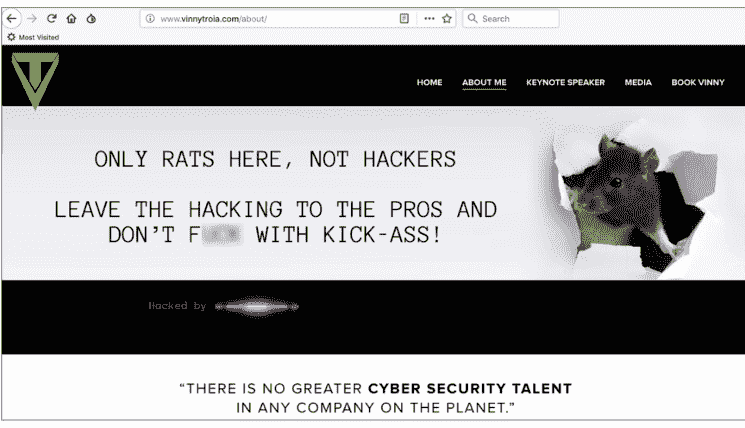 www.vinnytroia.com/about/
Search
Most Visited
HOME ABOUT ME KEYNOTE SPEAKER MEDIA BOOK VINNY
ONLY RATS HERE, NOT HACKERS
LEAVE THE HACKING TO THE PROS AND
DON'T F WITH KICK-ASS!
Hacked by
“THERE IS NO GREATER CYBER SECURITY TALENT
IN ANY COMPANY ON THE PLANET.”